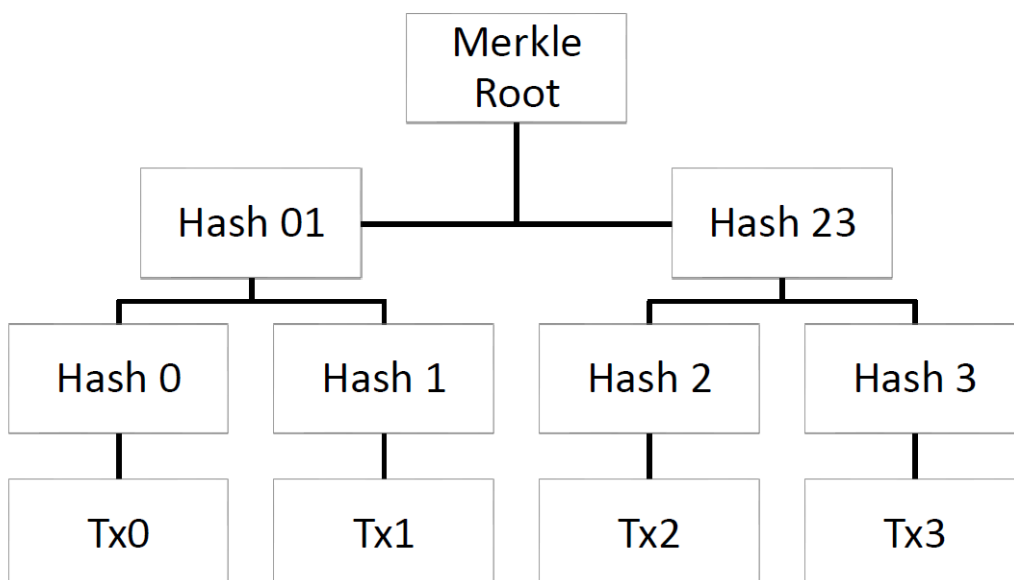 Merkle
Root
Hash 01
Hash 23
Hash 0
Hash 1
Hash 2
Hash 3
Tx0
Tx1
Tx2
Tx3